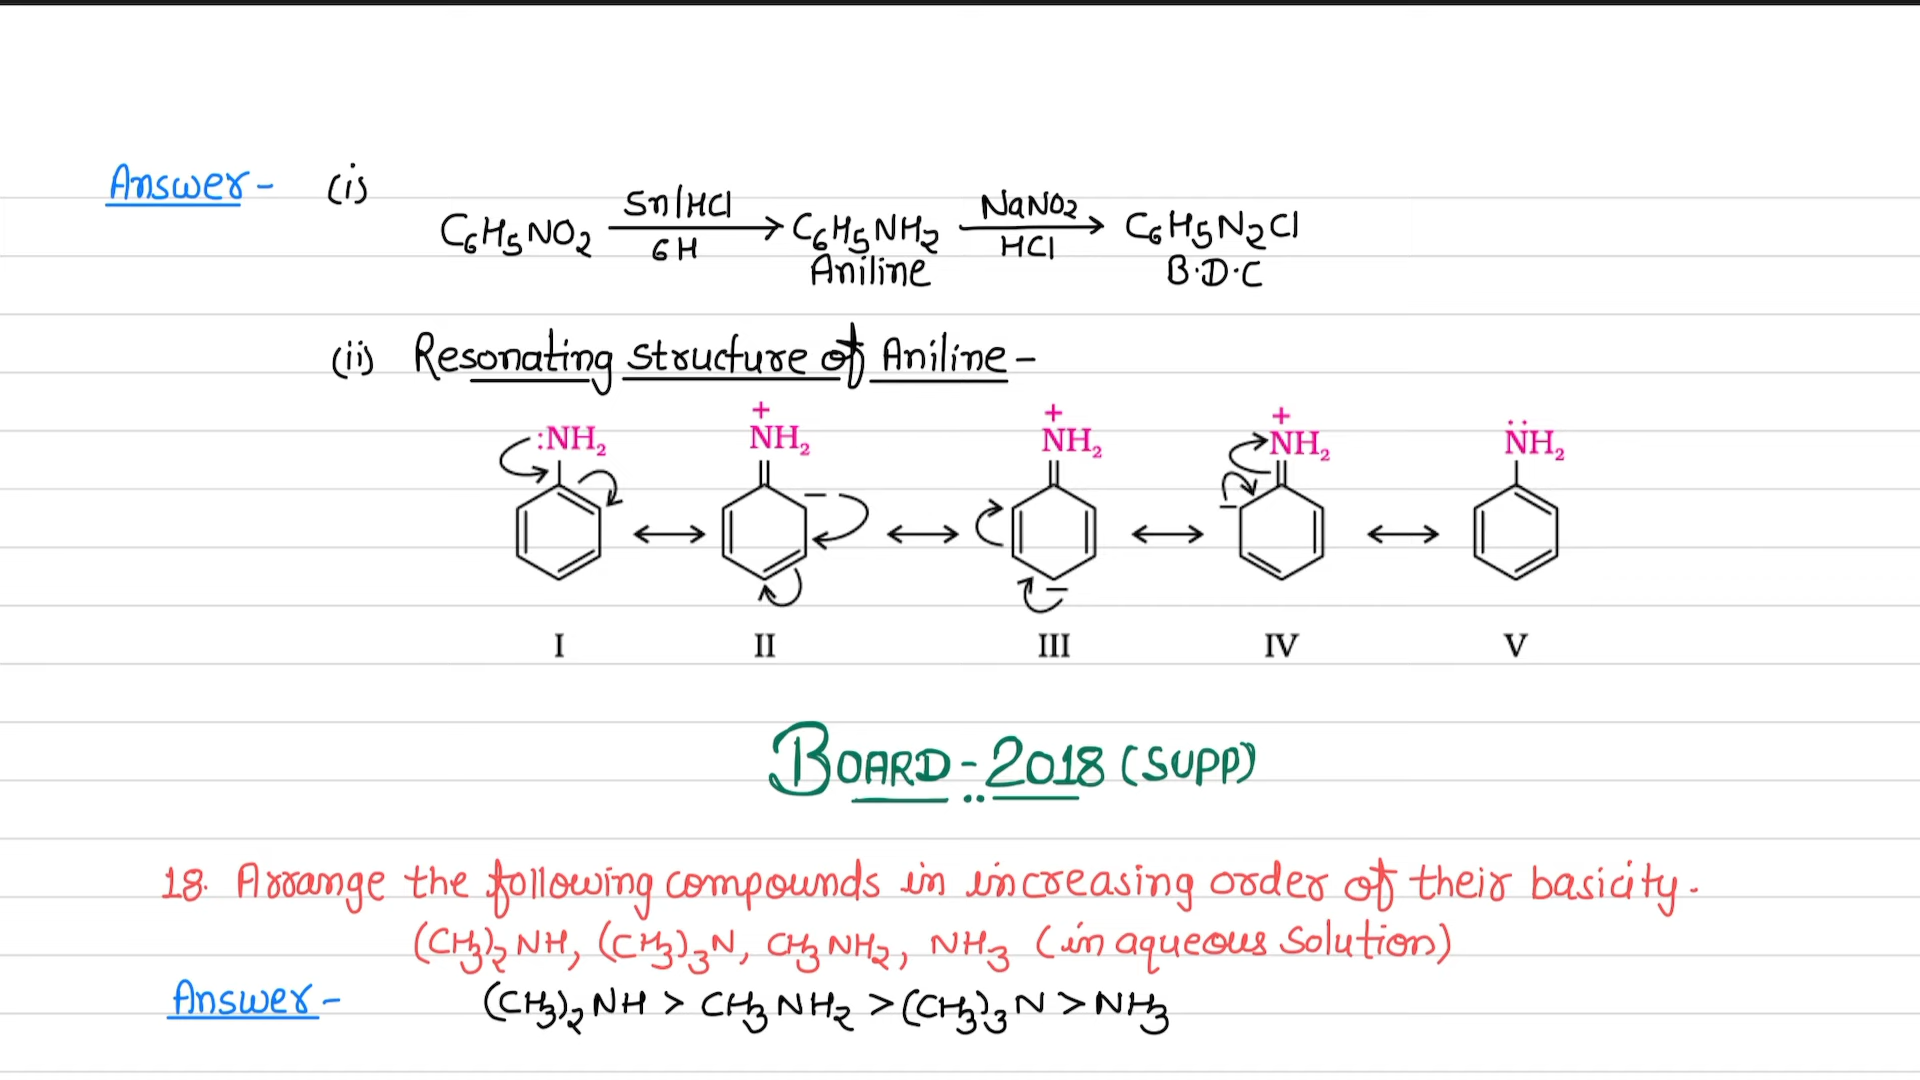 Answer- (i)
C6H5NO2 Sn/HCl 6H → C6H5NH2 NaNO2 HCl → C6H5N2Cl
Aniline B.D.C
(ii) Resonating structure of Aniline-
:NH₂ + NH₂ + NH₂ + NH₂ N̈H₂
I II III IV V
BOARD-2018 (SUPP)
18. Arrange the following compounds in increasing order of their basicity.
(CH3)2NH, (CH3)3N, CH3NH2, NH3 (in aqueous solution)
Answer- (CH3)2NH > CH3NH2 > (CH3)3N > NH3